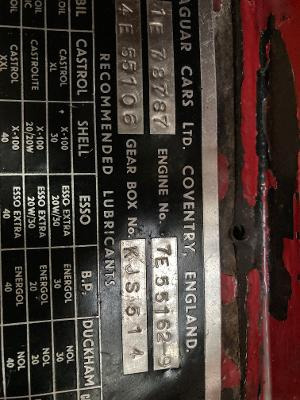 AGUAR CARS LTD. COVENTRY, ENGLAND.
1E 78787 ENGINE No. 7E 55162-9
4E 55106 GEAR BOX No. KJS 514
RECOMMENDED LUBRICANTS
BIL CASTROL SHELL ESSO B.P. DUCKHAM
CASTROL X-100 ESSO EXTRA ENERGOL NOL
XL 30 20W/30 30 30
CASTROLITE X-100 ESSO EXTRA ENERGOL NOL
20/20W 20W/30 20 20
CASTROL X-100 ESSO EXTRA ENERGOL NOL
XXL 40 40 40 40